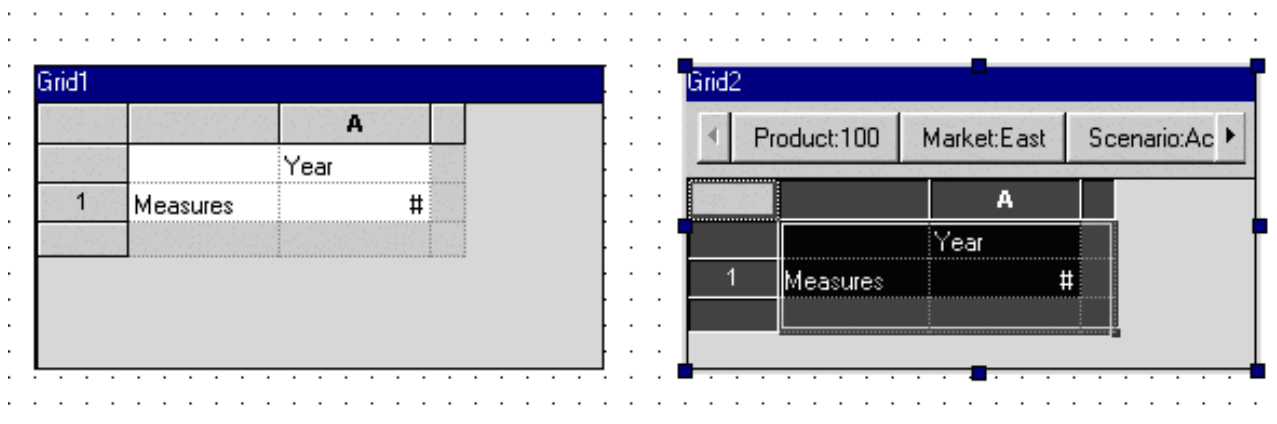 Grid1
A
Year
1 Measures #
Grid2
Product:100 Market:East Scenario:Ac
A
Year
1 Measures #